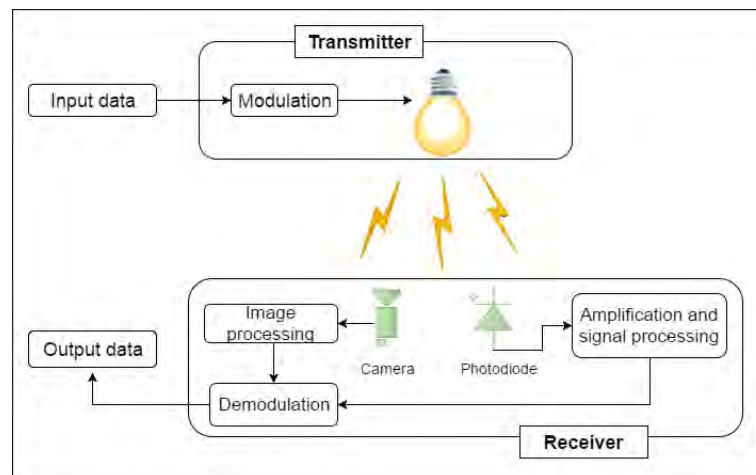 Transmitter
Input data
Modulation
Image
processing
Camera
Photodiode
Amplification and
signal processing
Output data
Demodulation
Receiver